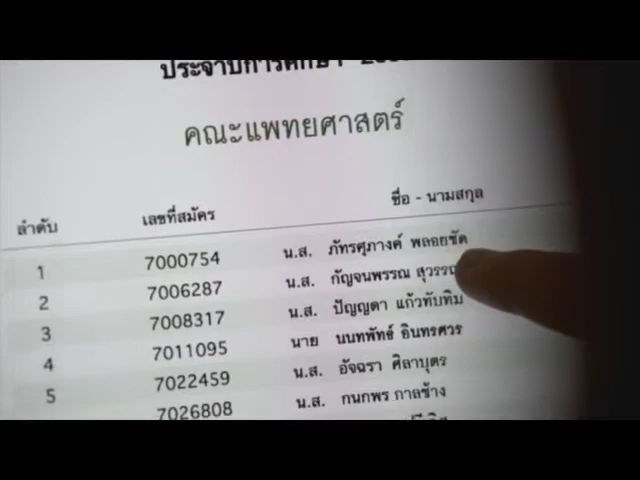 ประจำปีการศึกษา
คณะแพทยศาสตร์
ลำดับ เลขที่สมัคร ชื่อ - นามสกุล
1 7000754 น.ส. ภัทรศุภางค์ พลอยชัด
2 7006287 น.ส. กัญจนพรรณ
3 7008317 น.ส. ปัญญดา แก้วทับทิม
4 7011095 นาย นนทพัทธ์ อินทรศวร
5 7022459 น.ส. อัจฉรา ศิลาบุตร
7026808 น.ส. กนกพร กาลช้าง